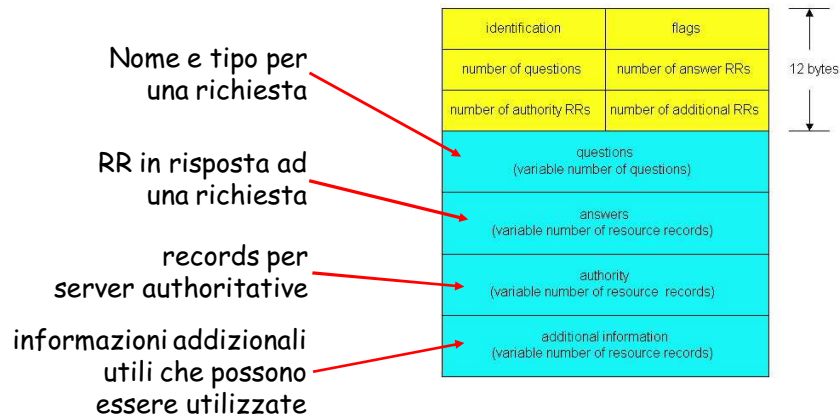 identification
flags
number of questions
number of answer RRs
12 bytes
number of authority RRs
number of additional RRs
Nome e tipo per
una richiesta
questions
(variable number of questions)
RR in risposta ad
una richiesta
answers
(variable number of resource records)
records per
server authoritative
authority
(variable number of resource records)
informazioni addizionali
utili che possono
essere utilizzate
additional information
(variable number of resource records)